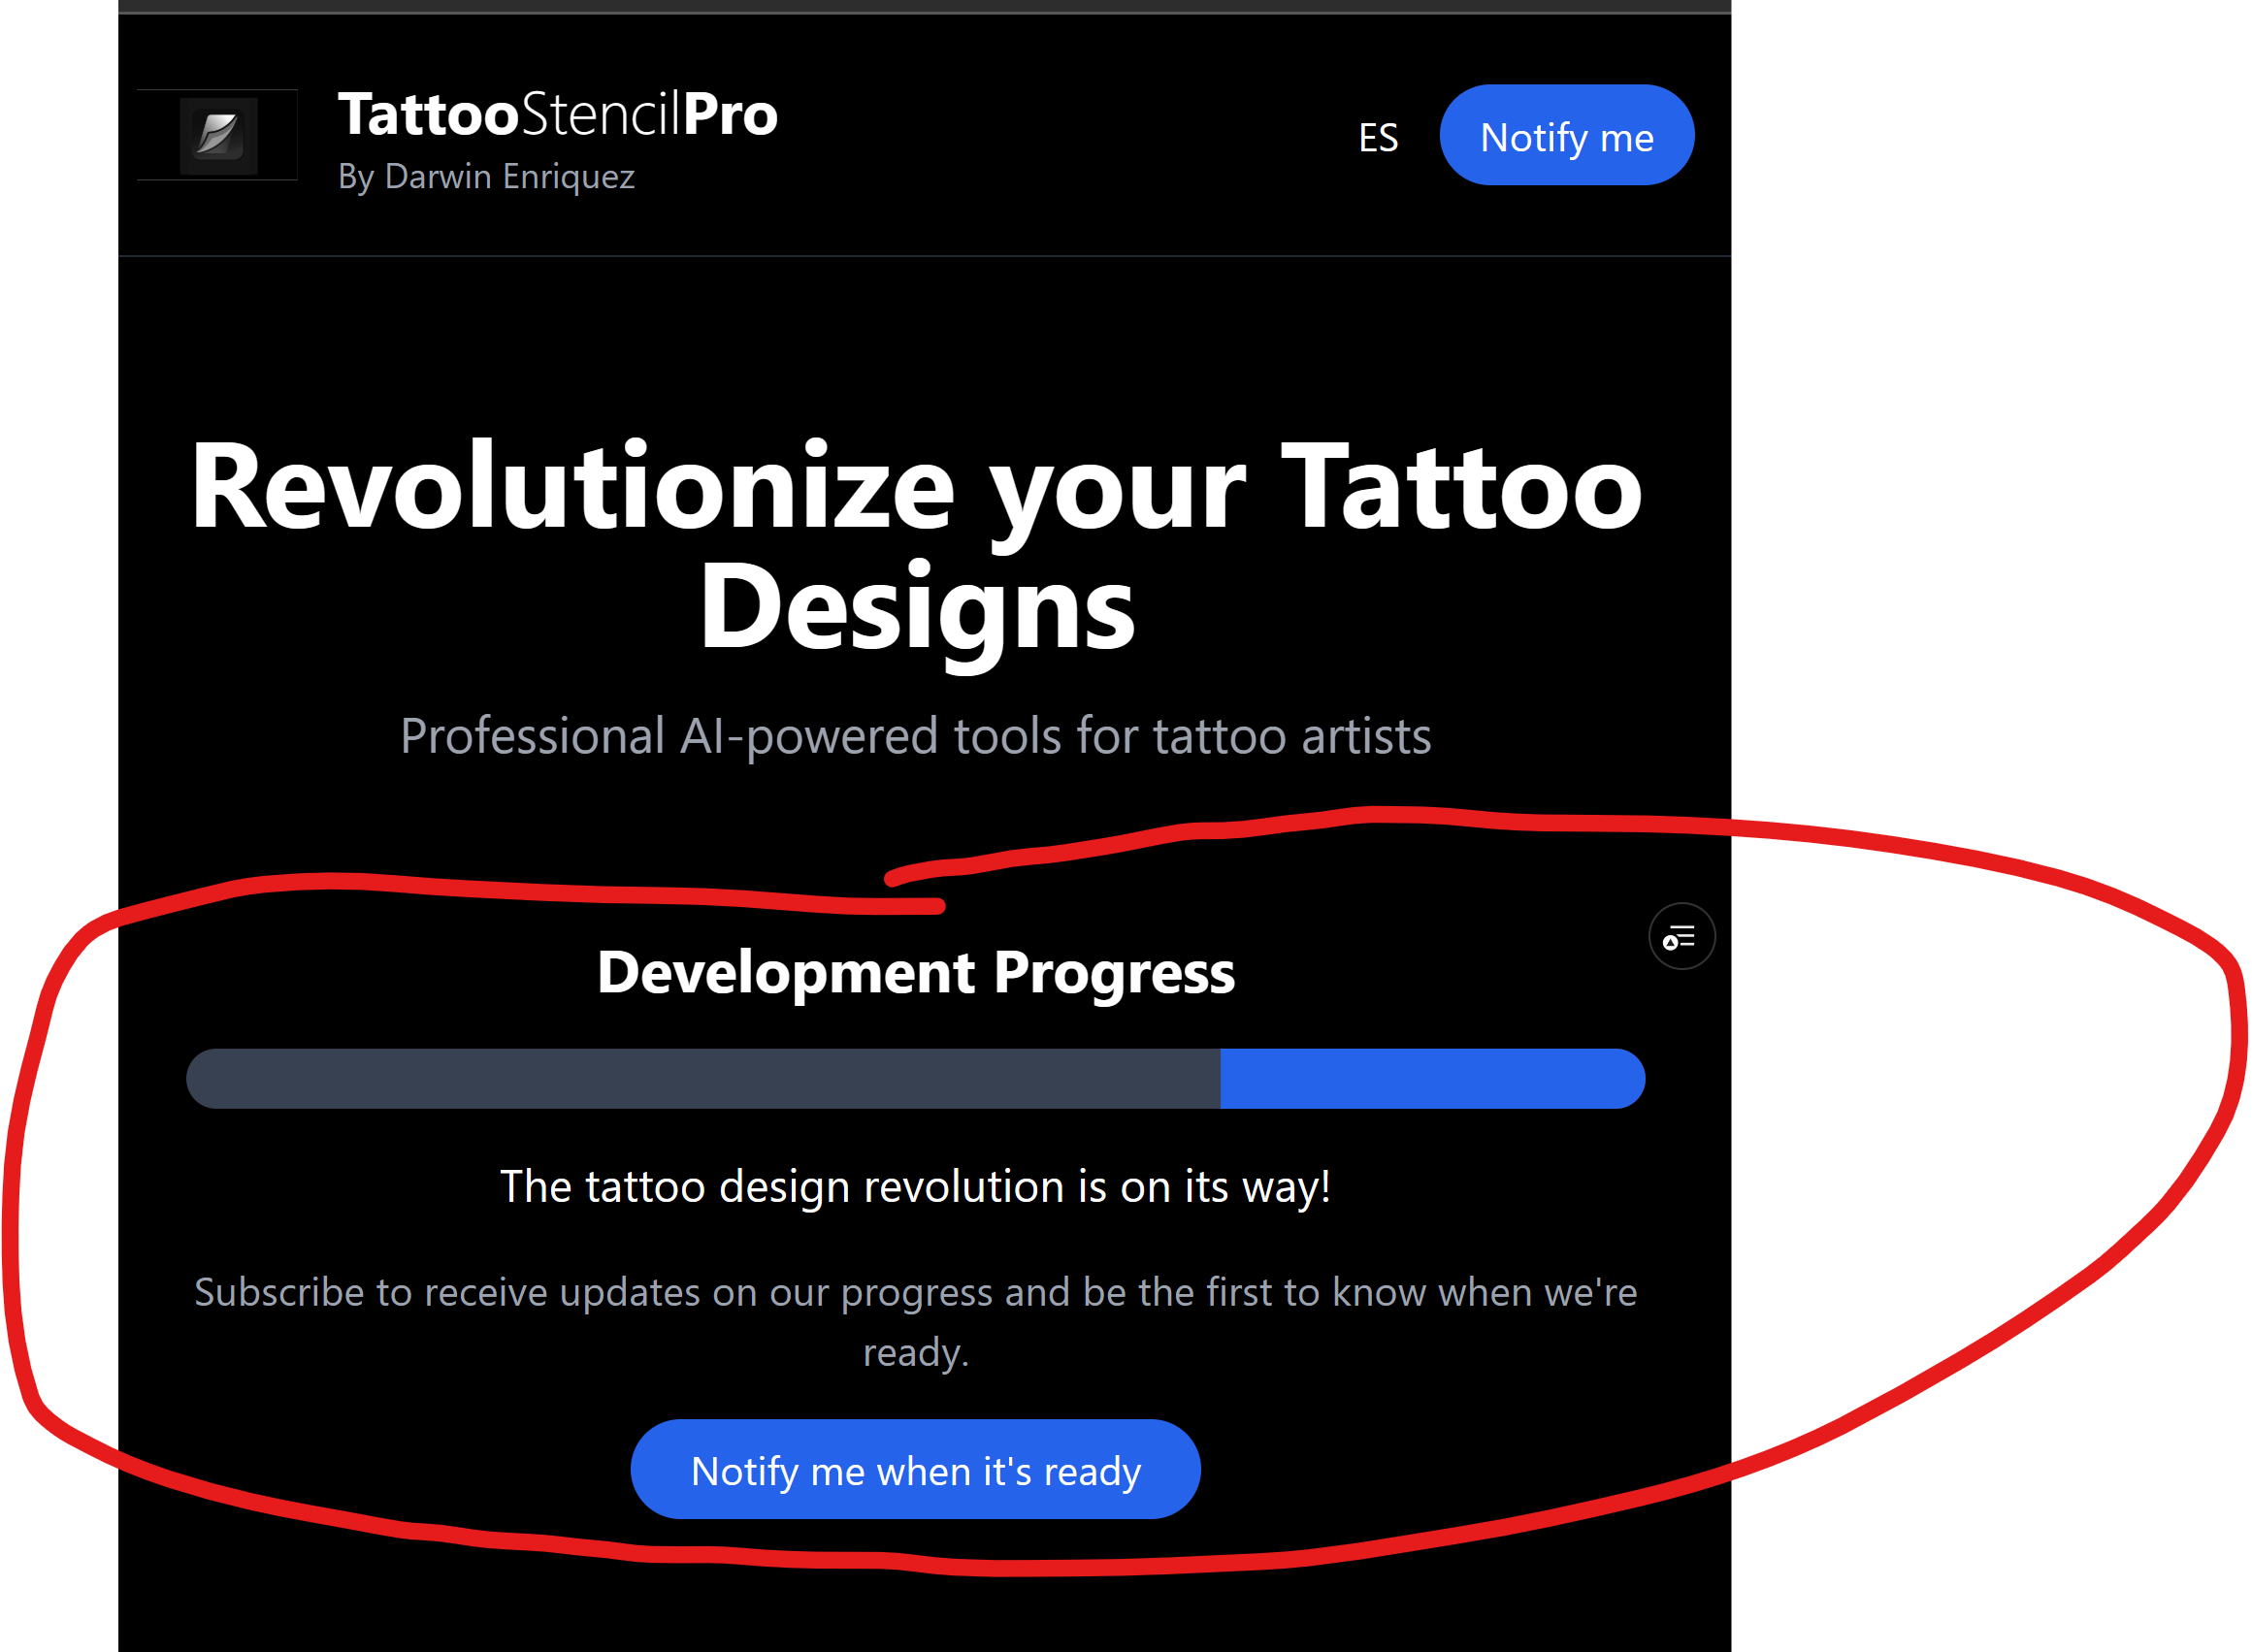 TattooStencilPro
By Darwin Enriquez
ES
Notify me
Revolutionize your Tattoo
Designs
Professional AI-powered tools for tattoo artists
Development Progress
The tattoo design revolution is on its way!
Subscribe to receive updates on our progress and be the first to know when we're
ready.
Notify me when it's ready